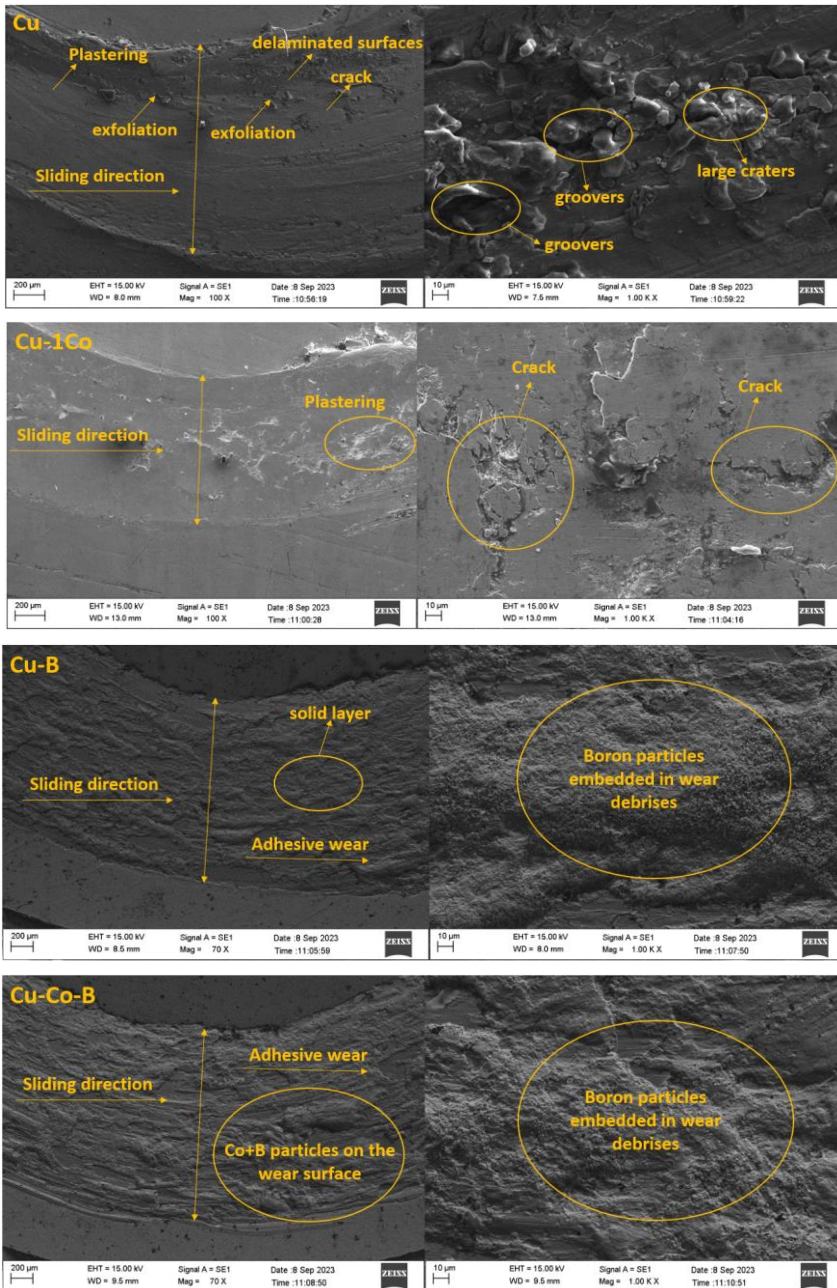 Cu
Plastering
delaminated surfaces
crack
exfoliation
exfoliation
Sliding direction
groovers
large craters
groovers
200 µm
EHT = 15.00 kV
Signal A = SE1
Date :8 Sep 2023
WD = 8.0 mm
Mag = 100 X
Time :10:56:19
ZEISS
10 µm
EHT = 15.00 kV
Signal A = SE1
Date :8 Sep 2023
WD = 7.5 mm
Mag = 1.00 K X
Time :10:59:22
ZEISS
Cu-1Co
Plastering
Sliding direction
Crack
Crack
200 µm
EHT = 15.00 kV
Signal A = SE1
Date :8 Sep 2023
WD = 13.0 mm
Mag = 100 X
Time :11:00:28
ZEISS
10 µm
EHT = 15.00 kV
Signal A = SE1
Date :8 Sep 2023
WD = 13.0 mm
Mag = 1.00 K X
Time :11:04:16
ZEISS
Cu-B
solid layer
Sliding direction
Adhesive wear
Boron particles
embedded in wear
debrises
200 µm
EHT = 15.00 kV
Signal A = SE1
Date :8 Sep 2023
WD = 8.5 mm
Mag = 70 X
Time :11:05:59
ZEISS
10 µm
EHT = 15.00 kV
Signal A = SE1
Date :8 Sep 2023
WD = 8.0 mm
Mag = 1.00 K X
Time :11:07:50
ZEISS
Cu-Co-B
Adhesive wear
Sliding direction
Co+B particles on the
wear surface
Boron particles
embedded in wear
debrises
200 µm
EHT = 15.00 kV
Signal A = SE1
Date :8 Sep 2023
WD = 9.5 mm
Mag = 70 X
Time :11:08:50
ZEISS
10 µm
EHT = 15.00 kV
Signal A = SE1
Date :8 Sep 2023
WD = 9.5 mm
Mag = 1.00 K X
Time :11:10:51
ZEISS